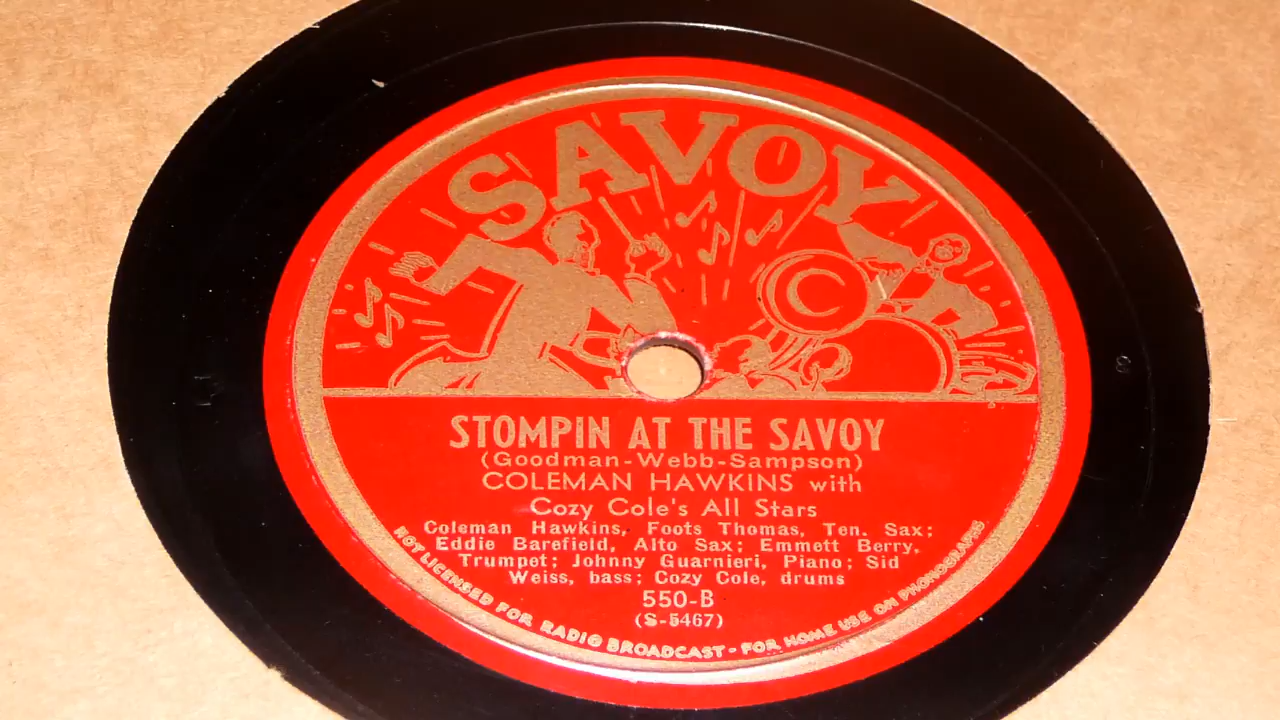 SAVOY
C
STOMPIN AT THE SAVOY
(Goodman-Webb-Sampson)
COLEMAN HAWKINS with
Cozy Cole's All Stars
Coleman Hawkins, Foots Thomas, Ten. Sax;
Eddie Barefield, Alto Sax; Emmett Berry,
Trumpet; Johnny Guarnieri, Piano; Sid
Weiss, bass; Cozy Cole, drums
550-B
(S-5467)
NOT LICENSED FOR RADIO BROADCAST - FOR HOME USE ON PHONOGRAPHS